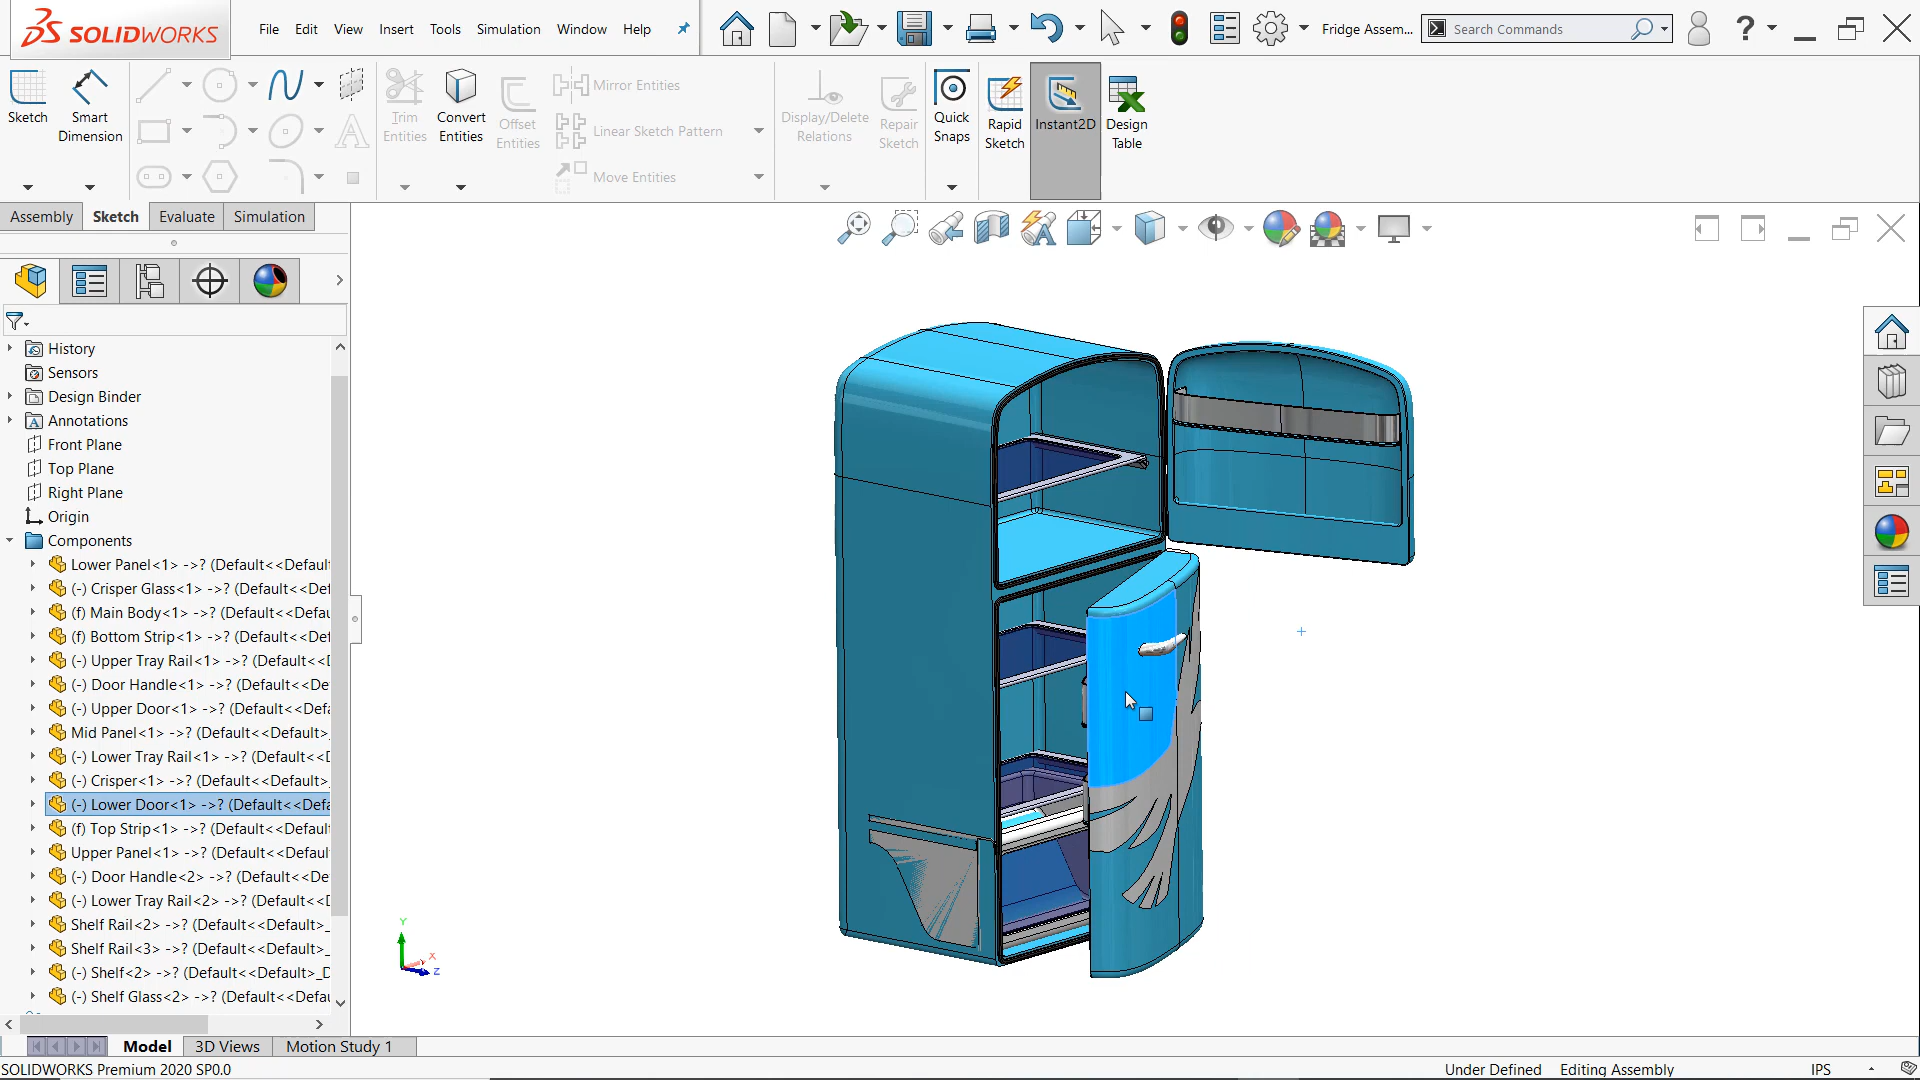 SOLIDWORKS
File Edit View Insert Tools Simulation Window Help
Fridge Assem...
Search Commands
Sketch
Smart Dimension
Trim Entities
Convert Entities
Offset Entities
Mirror Entities
Linear Sketch Pattern
Move Entities
Display/Delete Relations
Repair Sketch
Quick Snaps
Rapid Sketch
Instant2D
Design Table
Assembly Sketch Evaluate Simulation
History
Sensors
Design Binder
Annotations
Front Plane
Top Plane
Right Plane
Origin
Components
Lower Panel<1> ->? (Default<<Default
(-) Crisper Glass<1> ->? (Default<<Def
(f) Main Body<1> ->? (Default<<Defau
(f) Bottom Strip<1> ->? (Default<<Defa
(-) Upper Tray Rail<1> ->? (Default<<D
(-) Door Handle<1> ->? (Default<<De
(-) Upper Door<1> ->? (Default<<Defa
Mid Panel<1> ->? (Default<<Default>_
(-) Lower Tray Rail<1> ->? (Default<<D
(-) Crisper<1> ->? (Default<<Default>_
(-) Lower Door<1> ->? (Default<<Defa
(f) Top Strip<1> ->? (Default<<Default
Upper Panel<1> ->? (Default<<Default
(-) Door Handle<2> ->? (Default<<De
(-) Lower Tray Rail<2> ->? (Default<<D
Shelf Rail<2> ->? (Default<<Default>_
Shelf Rail<3> ->? (Default<<Default>_
(-) Shelf<2> ->? (Default<<Default>_D
(-) Shelf Glass<2> ->? (Default<<Defau
Y
X
Z
Model 3D Views Motion Study 1
SOLIDWORKS Premium 2020 SP0.0
Under Defined Editing Assembly IPS